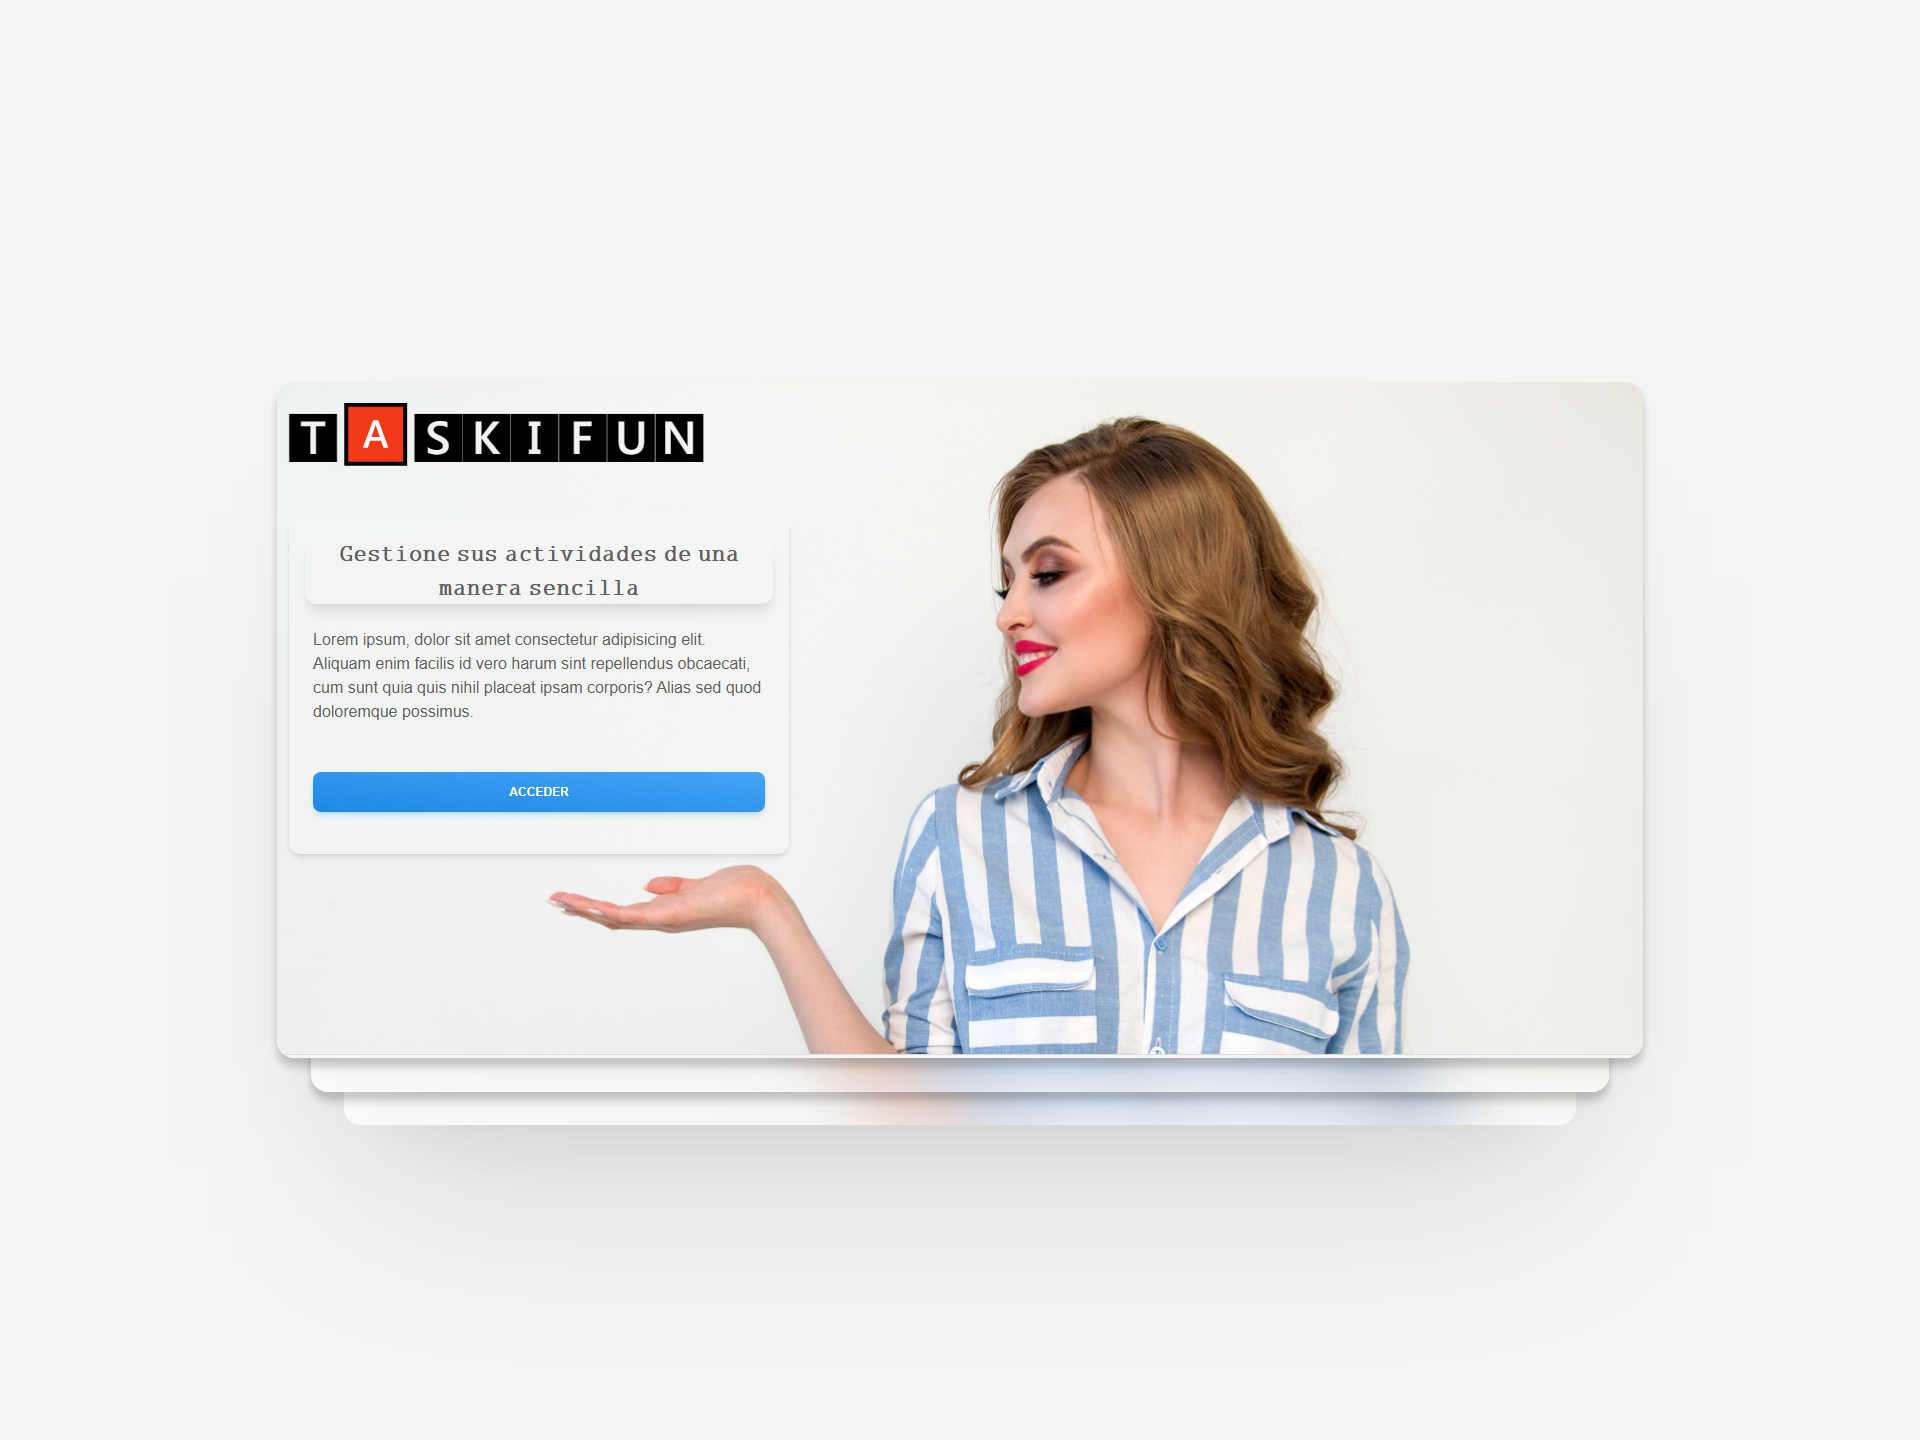 TASKIFUN
Gestione sus actividades de una
manera sencilla
Lorem ipsum, dolor sit amet consectetur adipisicing elit.
Aliquam enim facilis id vero harum sint repellendus obcaecati,
cum sunt quia quis nihil placeat ipsam corporis? Alias sed quod
doloremque possimus.
ACCEDER